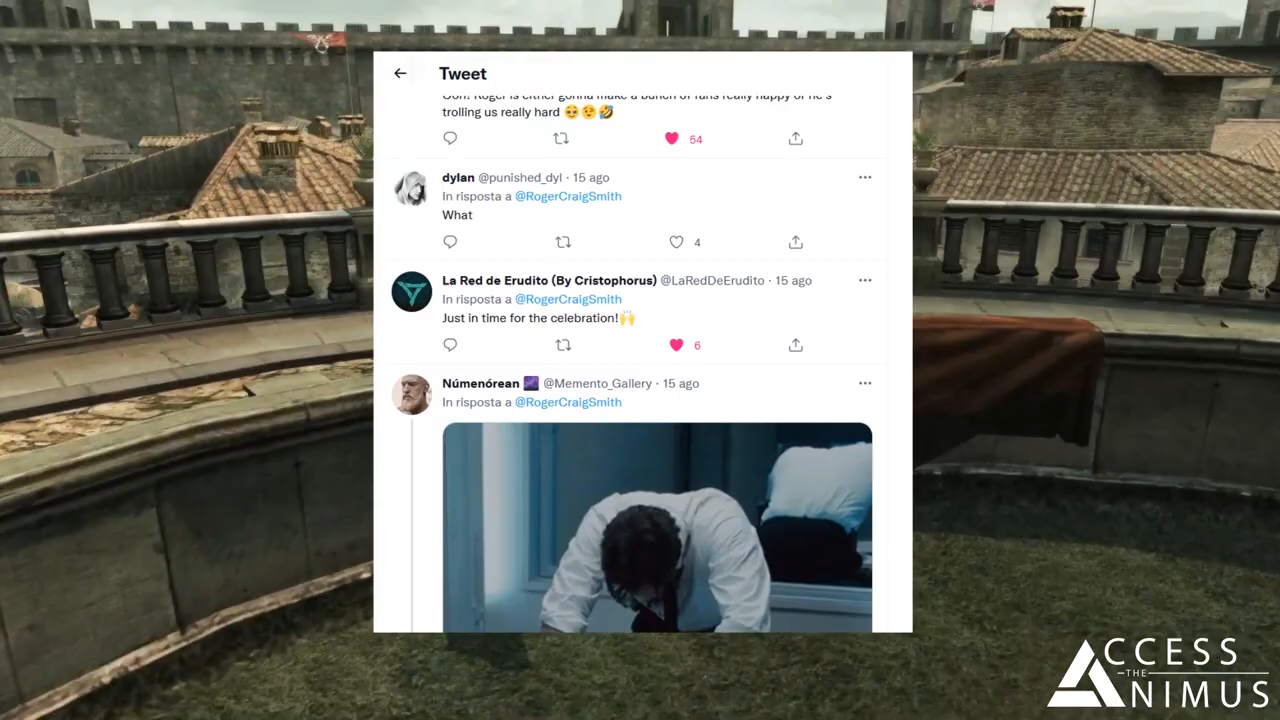 Tweet
Ooh! Roger is either gonna make a bunch of fans really happy or he's
trolling us really hard 🥹😉🤣
54
dylan @punished_dyl · 15 ago
In risposta a @RogerCraigSmith
What
4
La Red de Erudito (By Cristophorus) @LaRedDeErudito · 15 ago
In risposta a @RogerCraigSmith
Just in time for the celebration!🙌
6
Númenórean 🌌 @Memento_Gallery · 15 ago
In risposta a @RogerCraigSmith
ACCESS
THE
ANIMUS